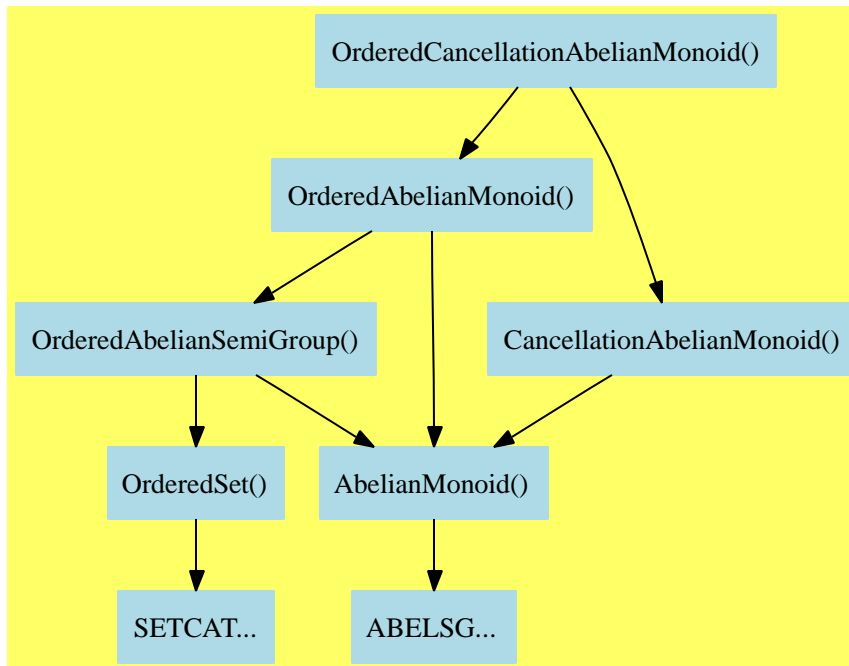 OrderedCancellationAbelianMonoid()
OrderedAbelianMonoid()
OrderedAbelianSemiGroup()
CancellationAbelianMonoid()
OrderedSet()
AbelianMonoid()
SETCAT...
ABELSG...